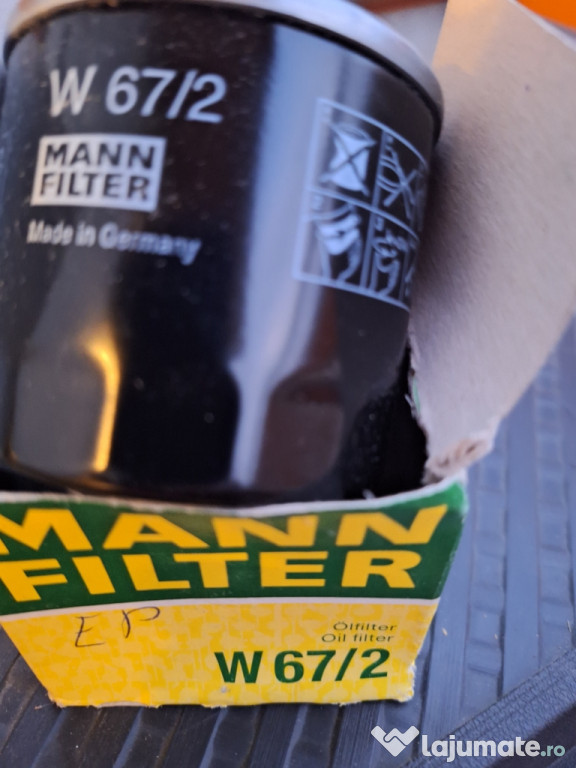 W 67/2
MANN
FILTER
Made in Germany
MANN
FILTER
EP
Ölfilter
Oil filter
W 67/2
lajumate.ro